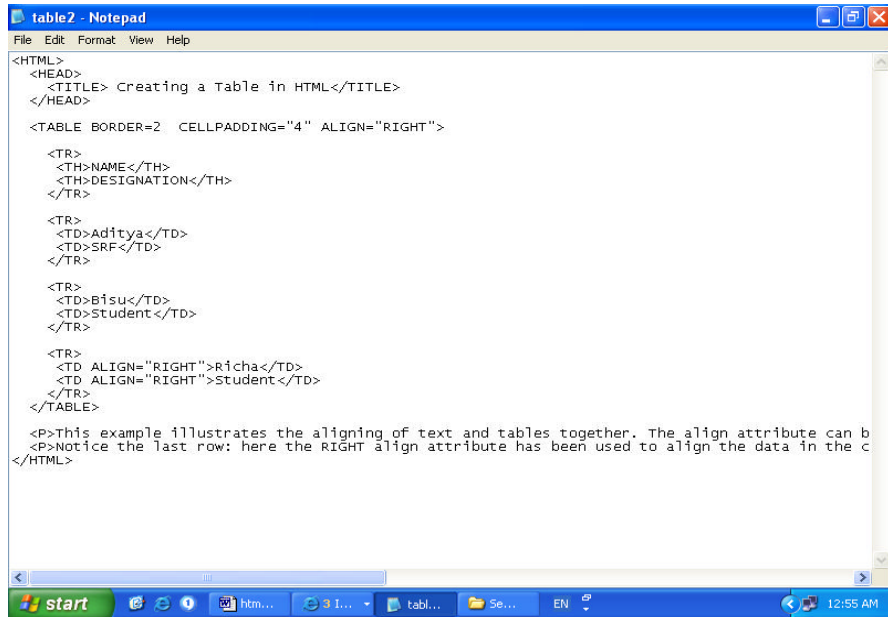 table2 - Notepad
File Edit Format View Help
<HTML>
<HEAD>
<TITLE> Creating a Table in HTML</TITLE>
</HEAD>
<TABLE BORDER=2 CELLPADDING="4" ALIGN="RIGHT">
<TR>
<TH>NAME</TH>
<TH>DESIGNATION</TH>
</TR>
<TR>
<TD>Aditya</TD>
<TD>SRF</TD>
</TR>
<TR>
<TD>Bisu</TD>
<TD>Student</TD>
</TR>
<TR>
<TD ALIGN="RIGHT">Richa</TD>
<TD ALIGN="RIGHT">Student</TD>
</TR>
</TABLE>
<P>This example illustrates the aligning of text and tables together. The align attribute can b
<P>Notice the last row: here the RIGHT align attribute has been used to align the data in the c
</HTML>
start htm... 3 I... tabl... Se... EN 12:55 AM